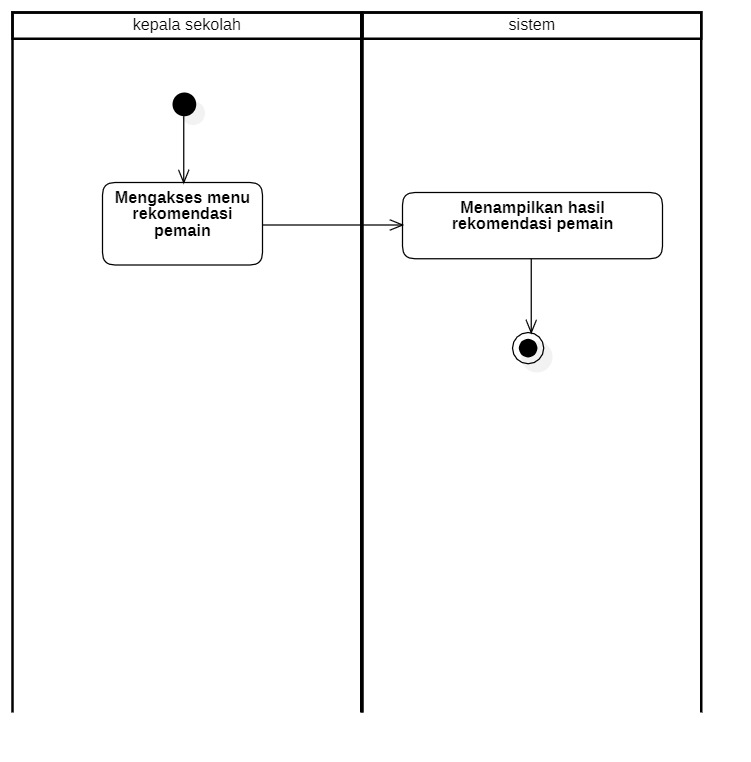 kepala sekolah
sistem
Mengakses menu
rekomendasi
pemain
Menampilkan hasil
rekomendasi pemain